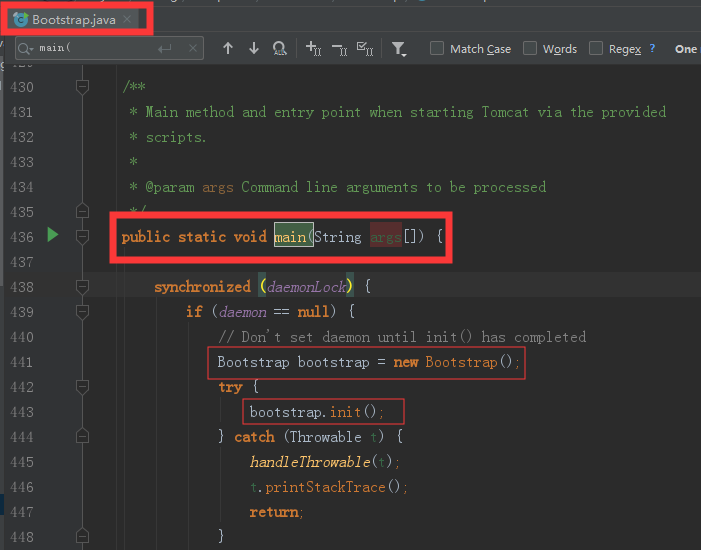 Bootstrap.java
main(
Match Case
Words
Regex
?
One
430 /**
431 * Main method and entry point when starting Tomcat via the provided
432 * scripts.
433 *
434 * @param args Command line arguments to be processed
435 */
436 public static void main(String args[]) {
437
438 synchronized (daemonLock) {
439 if (daemon == null) {
440 // Don't set daemon until init() has completed
441 Bootstrap bootstrap = new Bootstrap();
442 try {
443 bootstrap.init();
444 } catch (Throwable t) {
445 handleThrowable(t);
446 t.printStackTrace();
447 return;
448 }